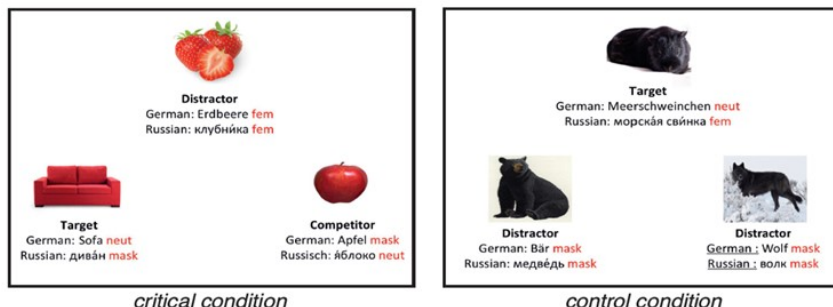 Distractor
German: Erdbeere fem
Russian: клубни́ка fem
Target
German: Sofa neut
Russian: дива́н mask
Competitor
German: Apfel mask
Russisch: я́блоко neut
critical condition
Target
German: Meerschweinchen neut
Russian: морска́я сви́нка fem
Distractor
German: Bär mask
Russian: медве́дь mask
Distractor
German : Wolf mask
Russian : волк mask
control condition